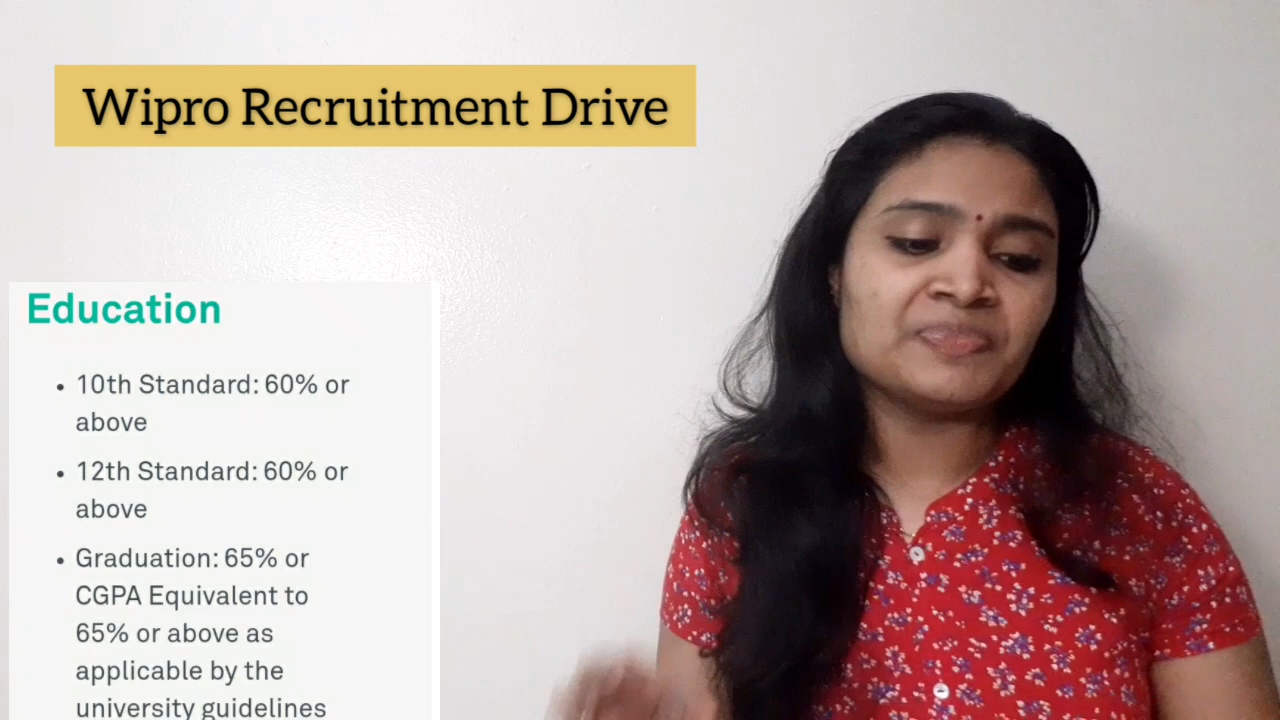 Wipro Recruitment Drive
Education
• 10th Standard: 60% or
above
• 12th Standard: 60% or
above
• Graduation: 65% or
CGPA Equivalent to
65% or above as
applicable by the
university guidelines